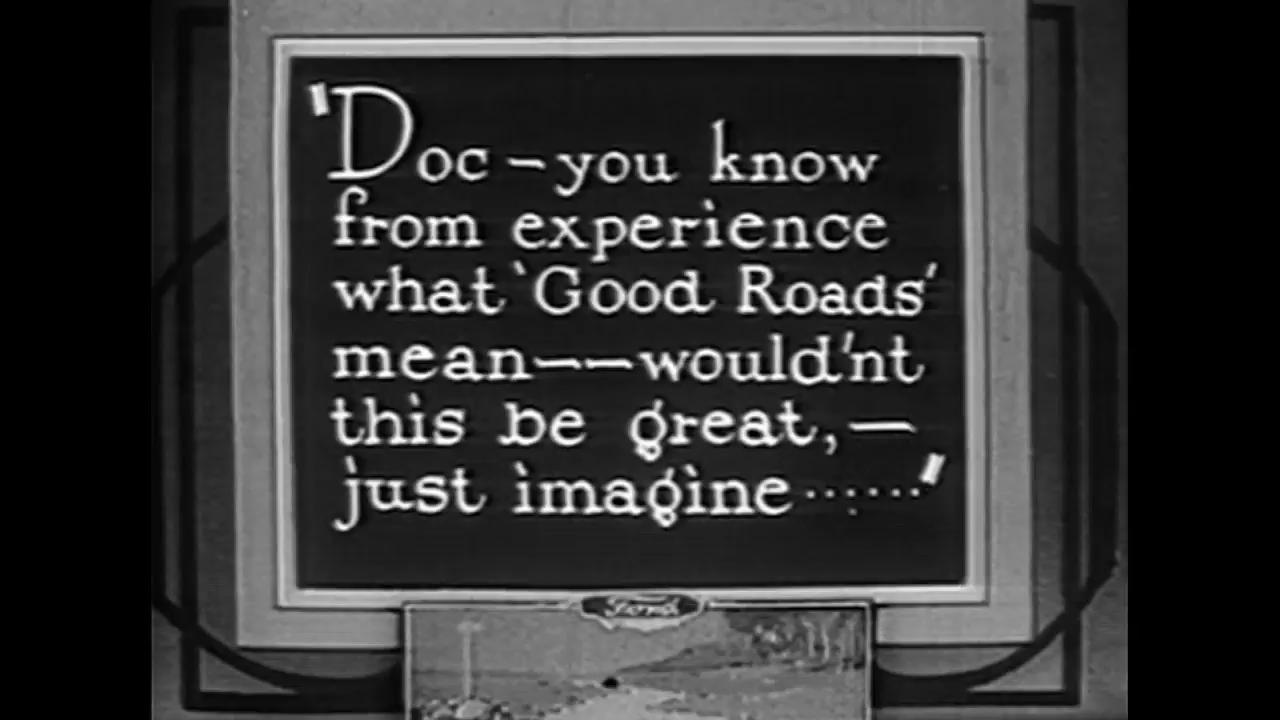 "Doc – you know
from experience
what 'Good Roads'
mean — — would'nt
this be great, —
just imagine ......"
Ford